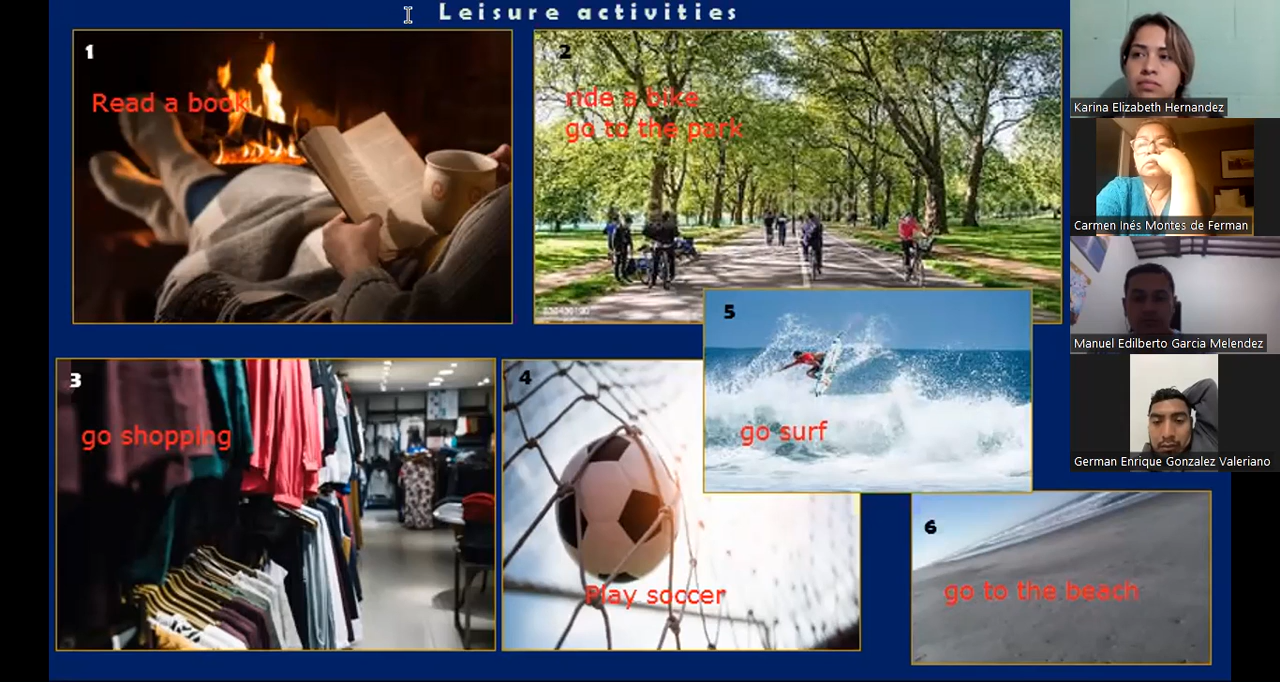 Leisure activities
1
Read a book
2
ride a bike
go to the park
3
go shopping
4
Play soccer
5
go surf
6
go to the beach
Karina Elizabeth Hernandez
Carmen Inés Montes de Ferman
Manuel Edilberto Garcia Melendez
German Enrique Gonzalez Valeriano